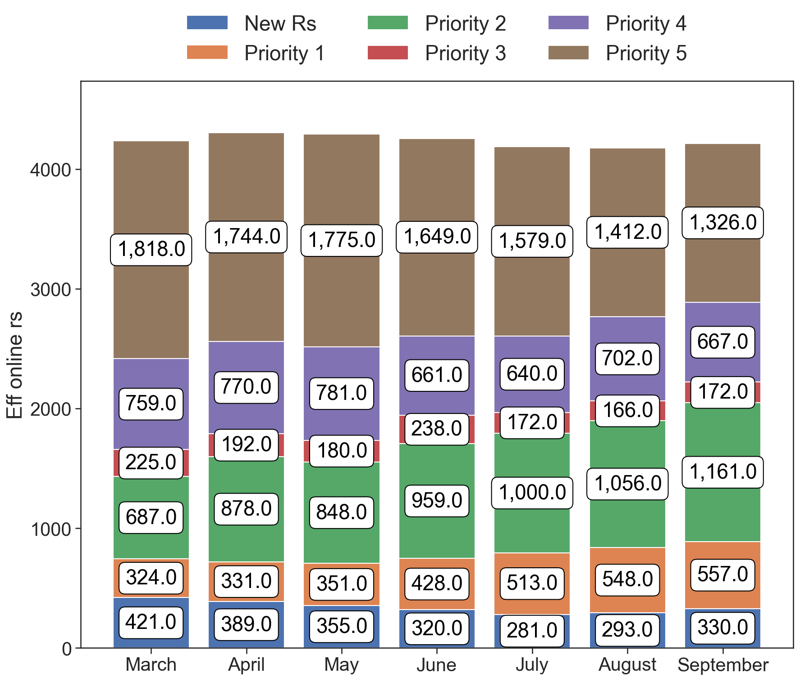 New Rs Priority 2 Priority 4
Priority 1 Priority 3 Priority 5
Eff online rs
4000
3000
2000
1000
0
1,818.0 1,744.0 1,775.0 1,649.0 1,579.0 1,412.0 1,326.0
759.0 770.0 781.0 661.0 640.0 702.0 667.0
225.0 192.0 180.0 238.0 172.0 166.0 172.0
687.0 878.0 848.0 959.0 1,000.0 1,056.0 1,161.0
324.0 331.0 351.0 428.0 513.0 548.0 557.0
421.0 389.0 355.0 320.0 281.0 293.0 330.0
March April May June July August September